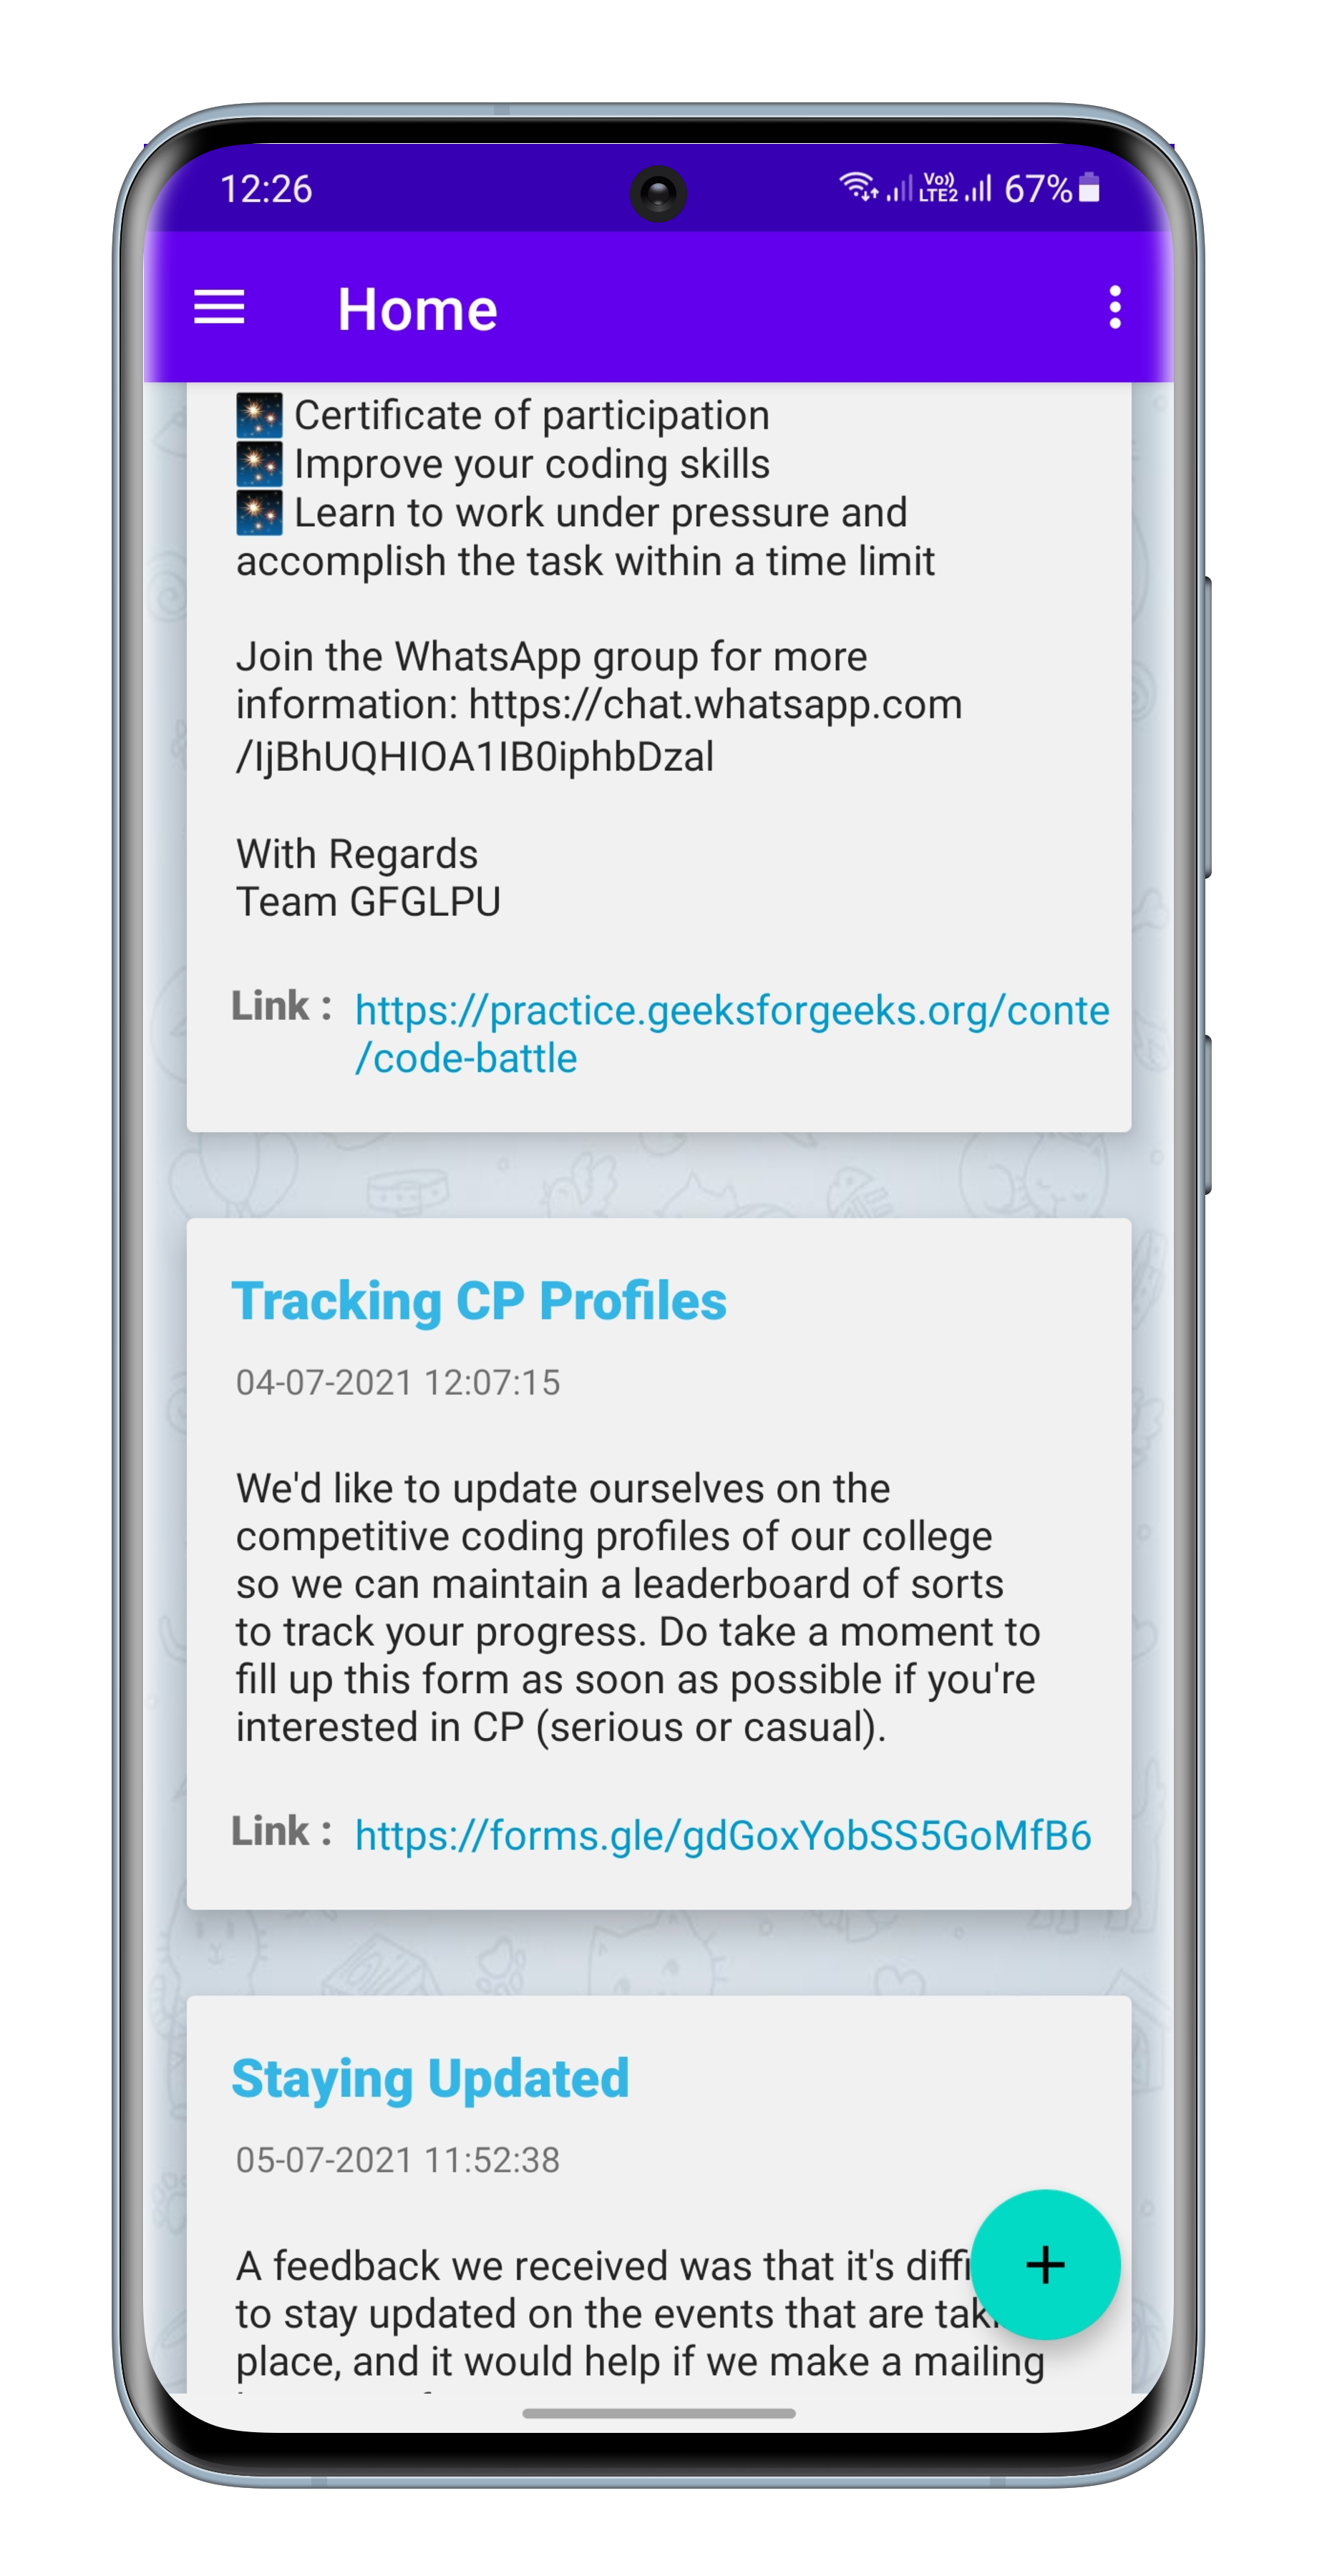 12:26
Vo))
LTE2
67%
Home
Certificate of participation
Improve your coding skills
Learn to work under pressure and
accomplish the task within a time limit
Join the WhatsApp group for more
information: https://chat.whatsapp.com
/IjBhUQHIOA1IB0iphbDzal
With Regards
Team GFGLPU
Link : https://practice.geeksforgeeks.org/conte
/code-battle
Tracking CP Profiles
04-07-2021 12:07:15
We'd like to update ourselves on the
competitive coding profiles of our college
so we can maintain a leaderboard of sorts
to track your progress. Do take a moment to
fill up this form as soon as possible if you're
interested in CP (serious or casual).
Link : https://forms.gle/gdGoxYobSS5GoMfB6
Staying Updated
05-07-2021 11:52:38
A feedback we received was that it's
to stay updated on the events that are
place, and it would help if we make a mailing